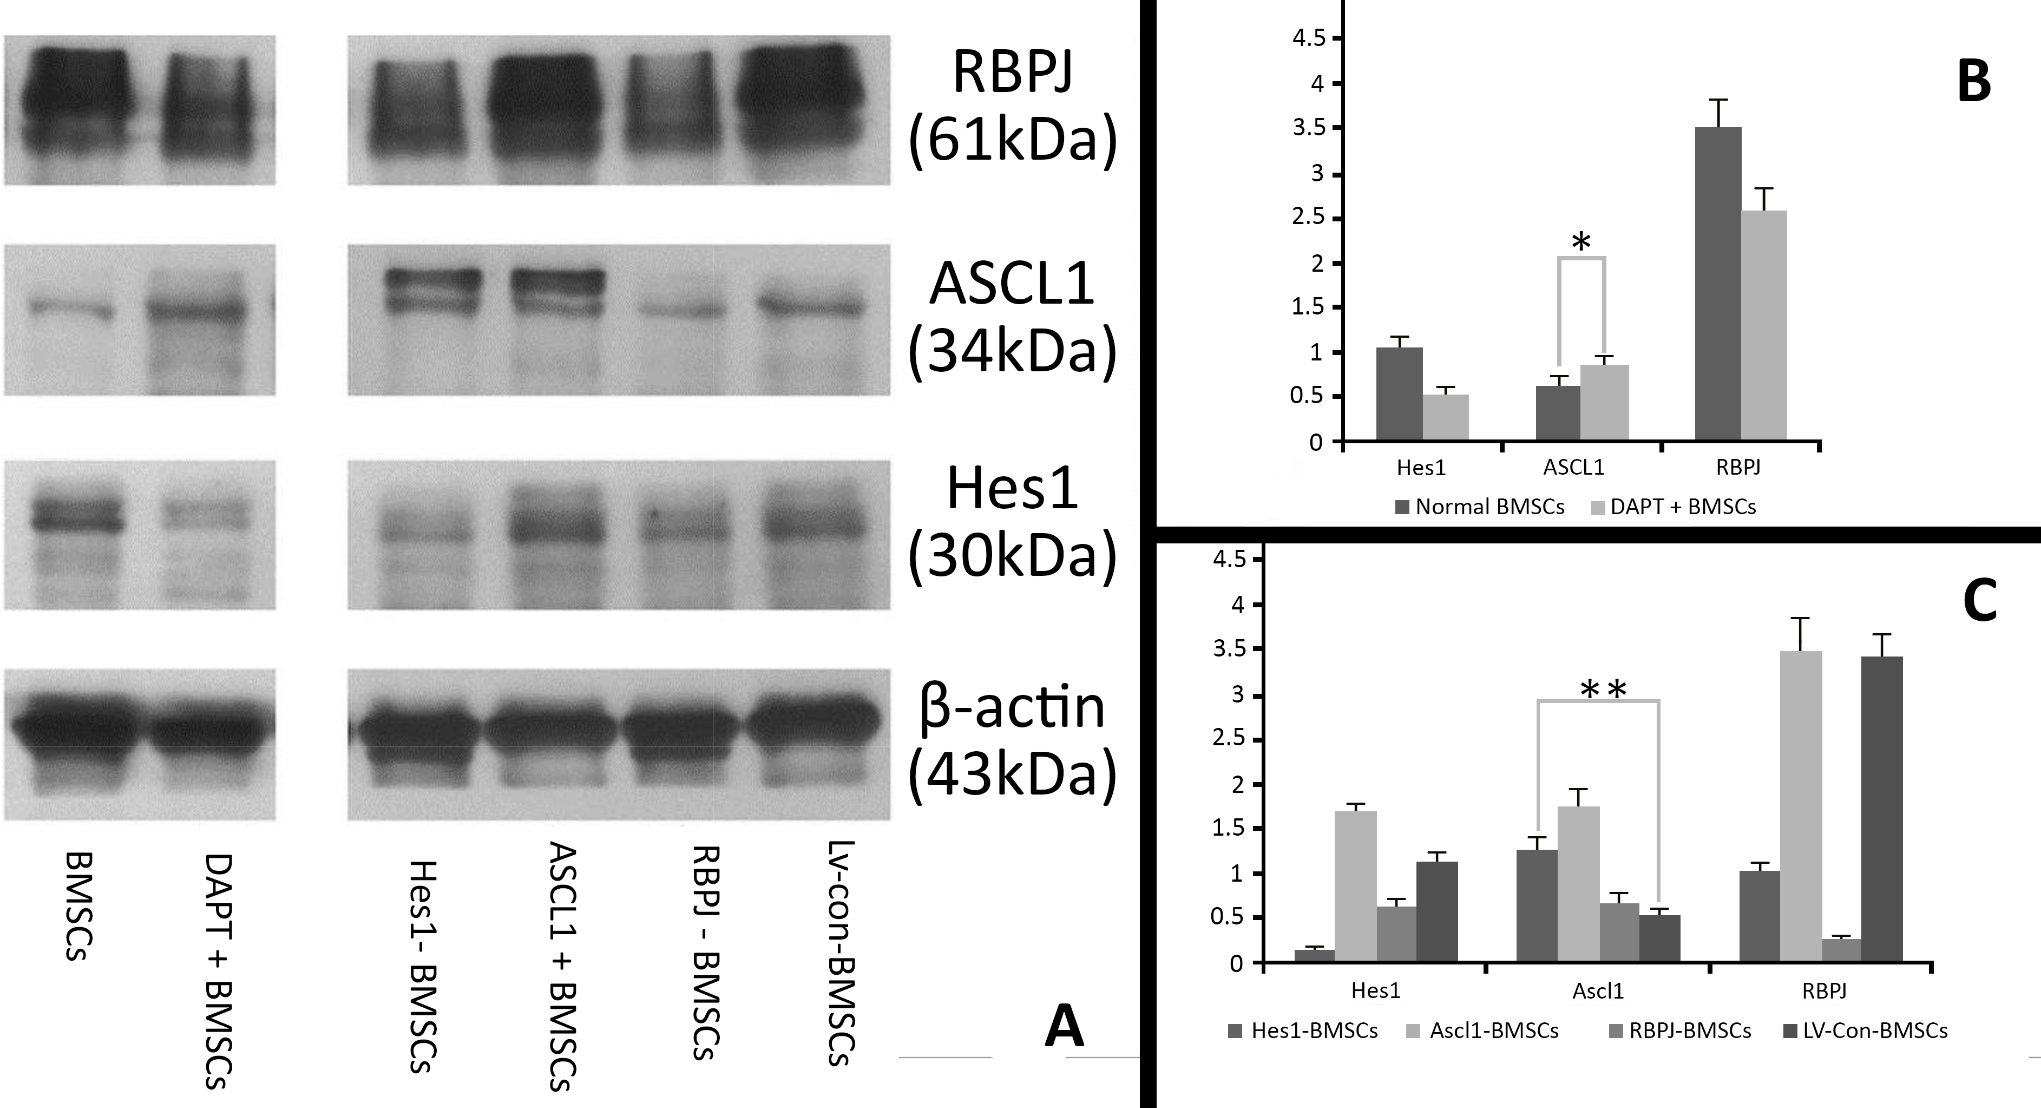 RBPJ
(61kDa)
ASCL1
(34kDa)
Hes1
(30kDa)
β-actin
(43kDa)
BMSCs
DAPT + BMSCs
Hes1- BMSCs
ASCL1 + BMSCs
RBPJ - BMSCs
Lv-con-BMSCs
A
B
4.5
4
3.5
3
2.5
2
1.5
1
0.5
0
*
Hes1 ASCL1 RBPJ
Normal BMSCs DAPT + BMSCs
C
4.5
4
3.5
3
2.5
2
1.5
1
0.5
0
**
Hes1 Ascl1 RBPJ
Hes1-BMSCs Ascl1-BMSCs RBPJ-BMSCs LV-Con-BMSCs